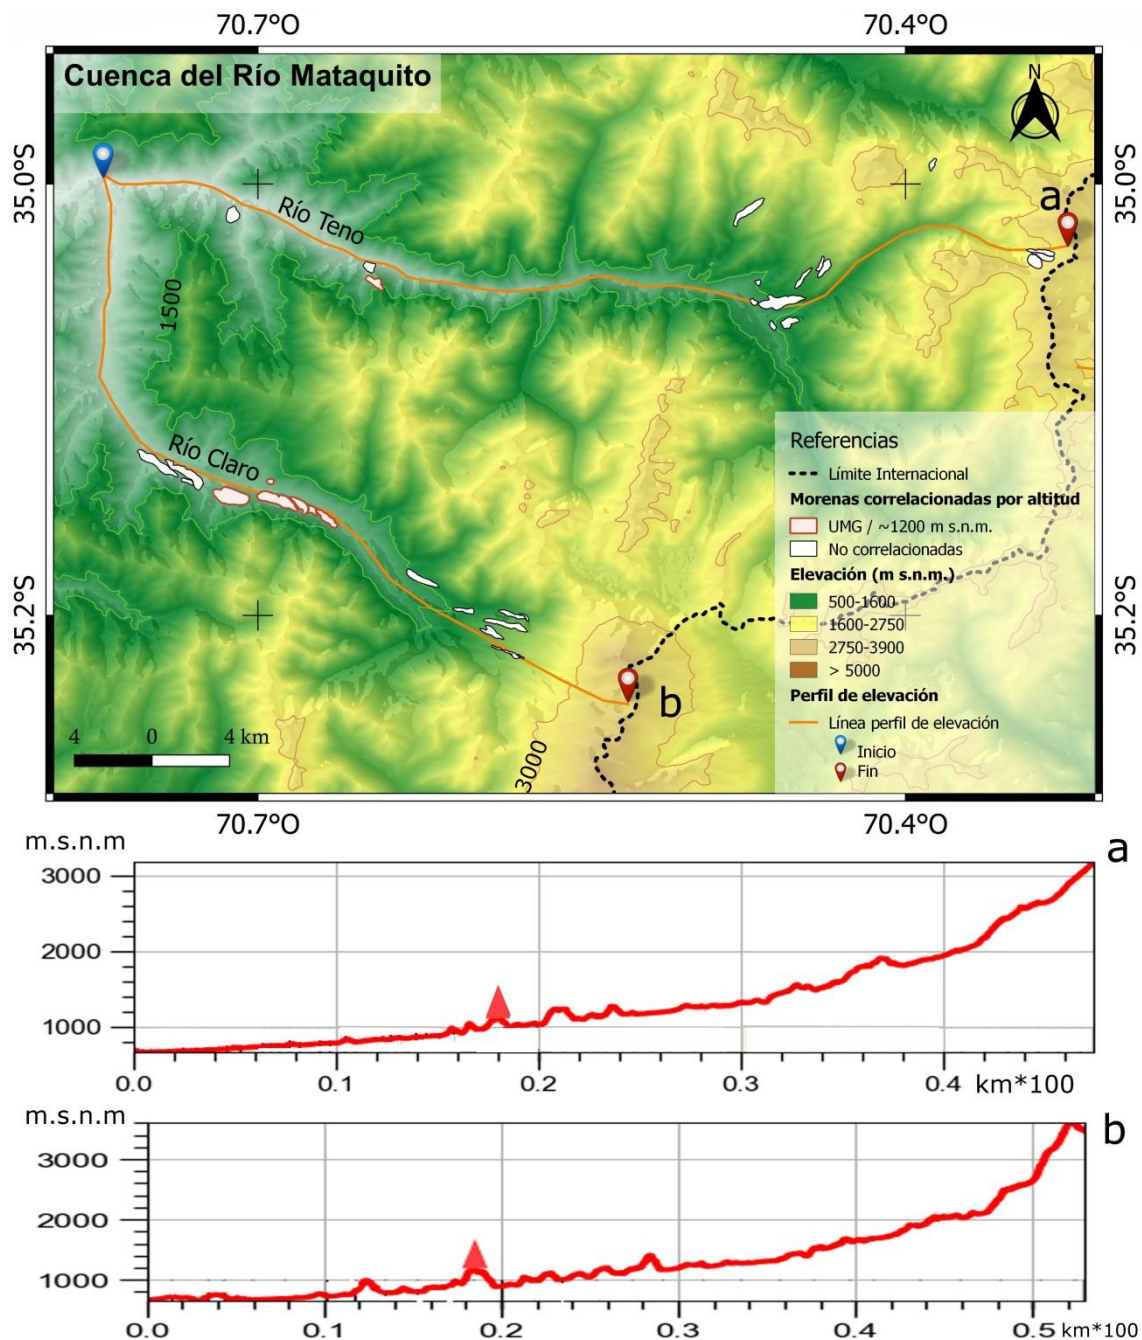 70.7°O 70.4°O
Cuenca del Río Mataquito
N
35.0°S 35.0°S
a
Río Teno
1500
Río Claro
Referencias
Límite Internacional
Morenas correlacionadas por altitud
UMG / ~1200 m s.n.m.
No correlacionadas
Elevación (m s.n.m.)
500-1600
1600-2750
2750-3900
> 5000
Perfil de elevación
Línea perfil de elevación
Inicio
Fin
35.2°S 35.2°S
b
4 0 4 km
3000
70.7°O 70.4°O
m.s.n.m a
3000
2000
1000
0.0 0.1 0.2 0.3 0.4 km*100
m.s.n.m b
3000
2000
1000
0.0 0.1 0.2 0.3 0.4 0.5 km*100